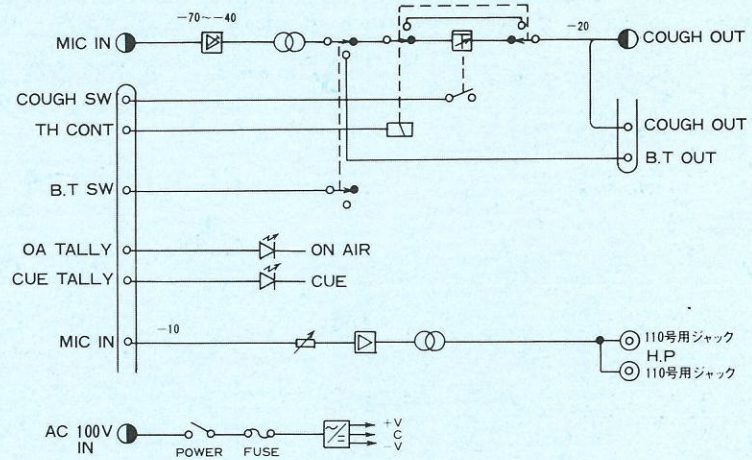 -70~-40
-20
MIC IN
COUGH OUT
COUGH SW
TH CONT
COUGH OUT
B.T OUT
B.T SW
OA TALLY
ON AIR
CUE TALLY
CUE
-10
MIC IN
110号用ジャック
H.P
110号用ジャック
AC 100V
IN
POWER
FUSE
+V
C
-V